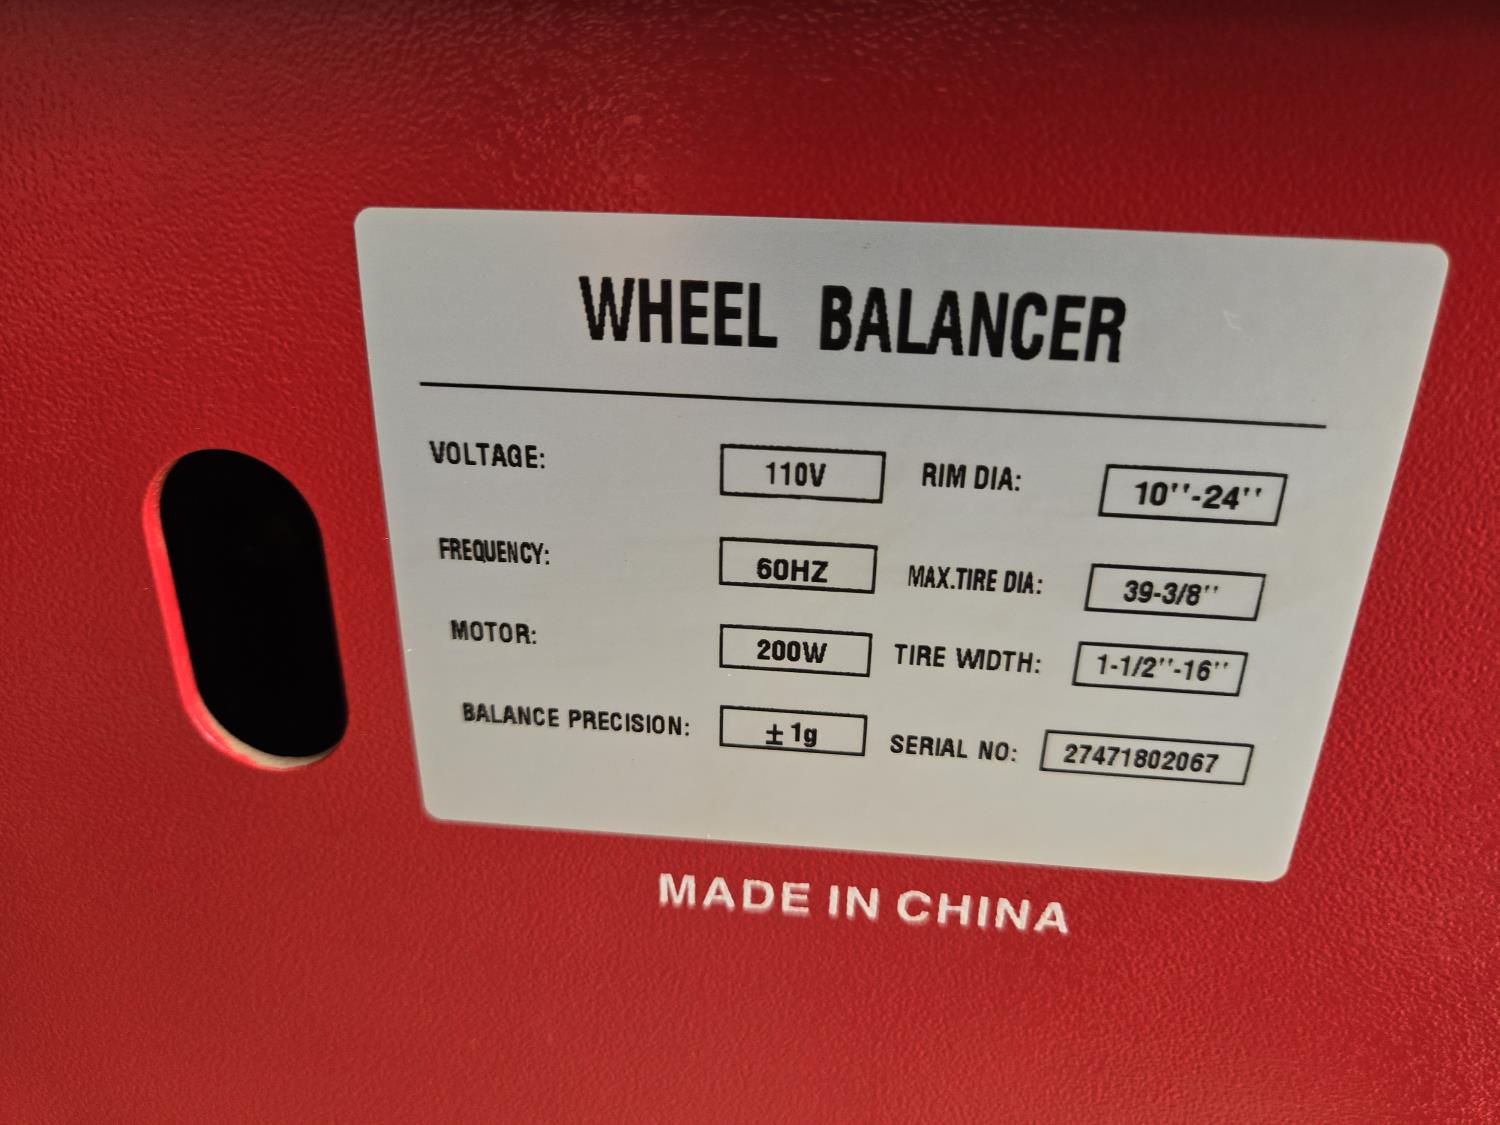 WHEEL BALANCER
VOLTAGE: 110V RIM DIA: 10''-24''
FREQUENCY: 60HZ MAX.TIRE DIA: 39-3/8''
MOTOR: 200W TIRE WIDTH: 1-1/2''-16''
BALANCE PRECISION: ±1g SERIAL NO: 27471802067
MADE IN CHINA